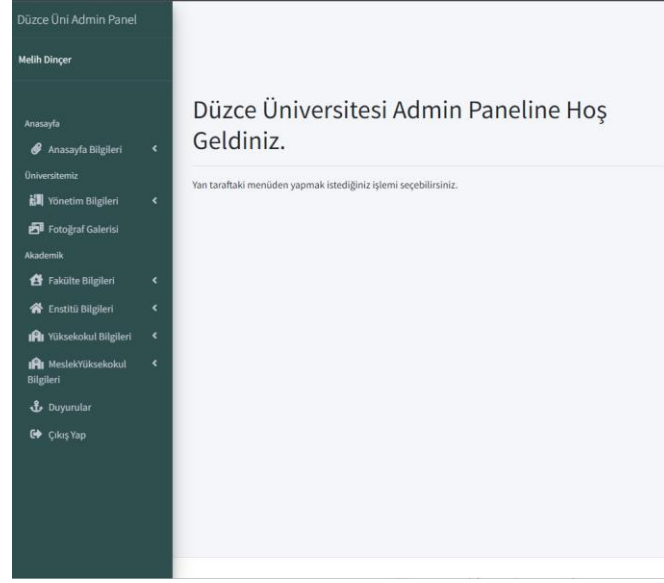 Düzce Üni Admin Panel
Melih Dinçer
Anasayfa
Anasayfa Bilgileri
Üniversitemiz
Yönetim Bilgileri
Fotoğraf Galerisi
Akademik
Fakülte Bilgileri
Enstitü Bilgileri
Yüksekokul Bilgileri
MeslekYüksekokul
Bilgileri
Duyurular
Çıkış Yap
Düzce Üniversitesi Admin Paneline Hoş
Geldiniz.
Yan taraftaki menüden yapmak istediğiniz işlemi seçebilirsiniz.